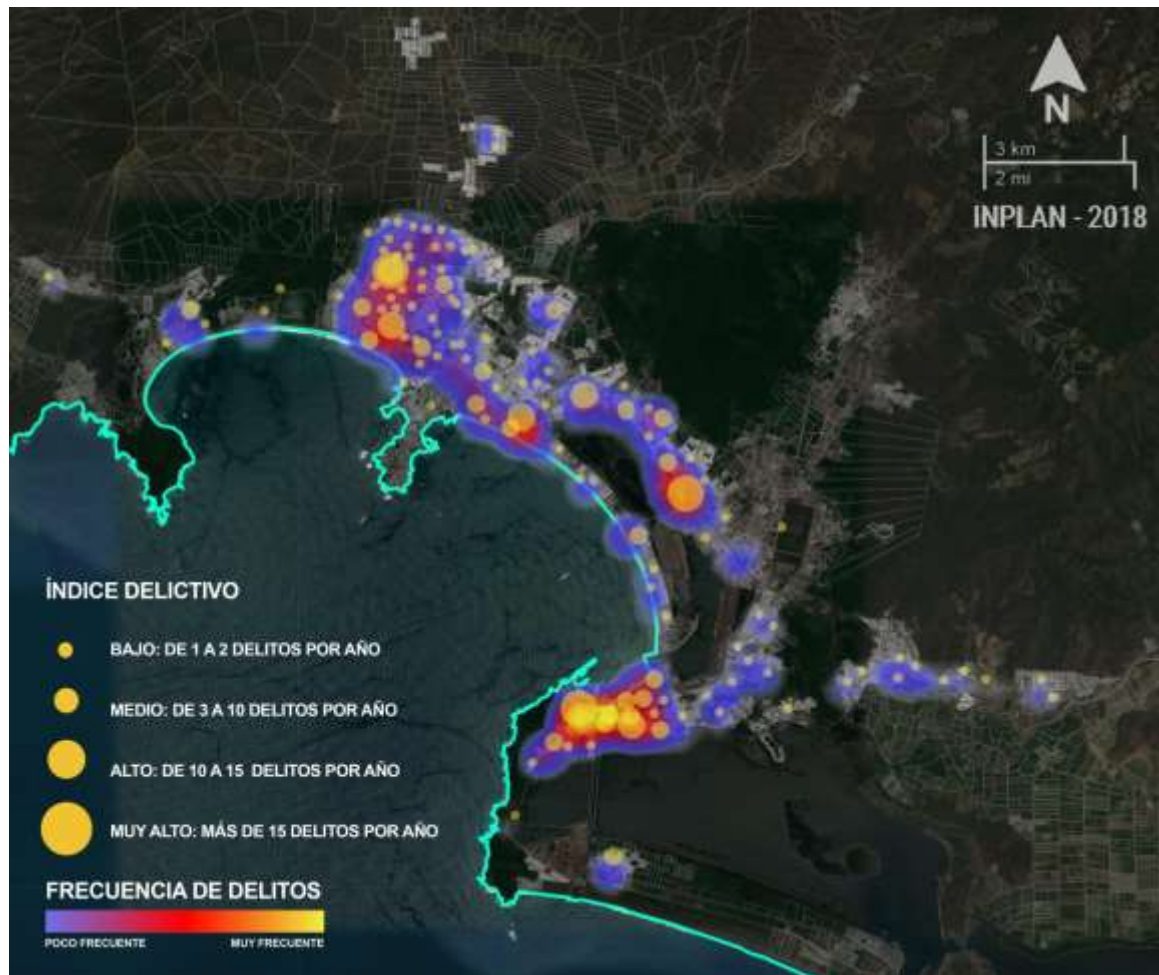 N
3 km
2 mi
INPLAN - 2018
ÍNDICE DELICTIVO
BAJO: DE 1 A 2 DELITOS POR AÑO
MEDIO: DE 3 A 10 DELITOS POR AÑO
ALTO: DE 10 A 15 DELITOS POR AÑO
MUY ALTO: MÁS DE 15 DELITOS POR AÑO
FRECUENCIA DE DELITOS
POCO FRECUENTE MUY FRECUENTE